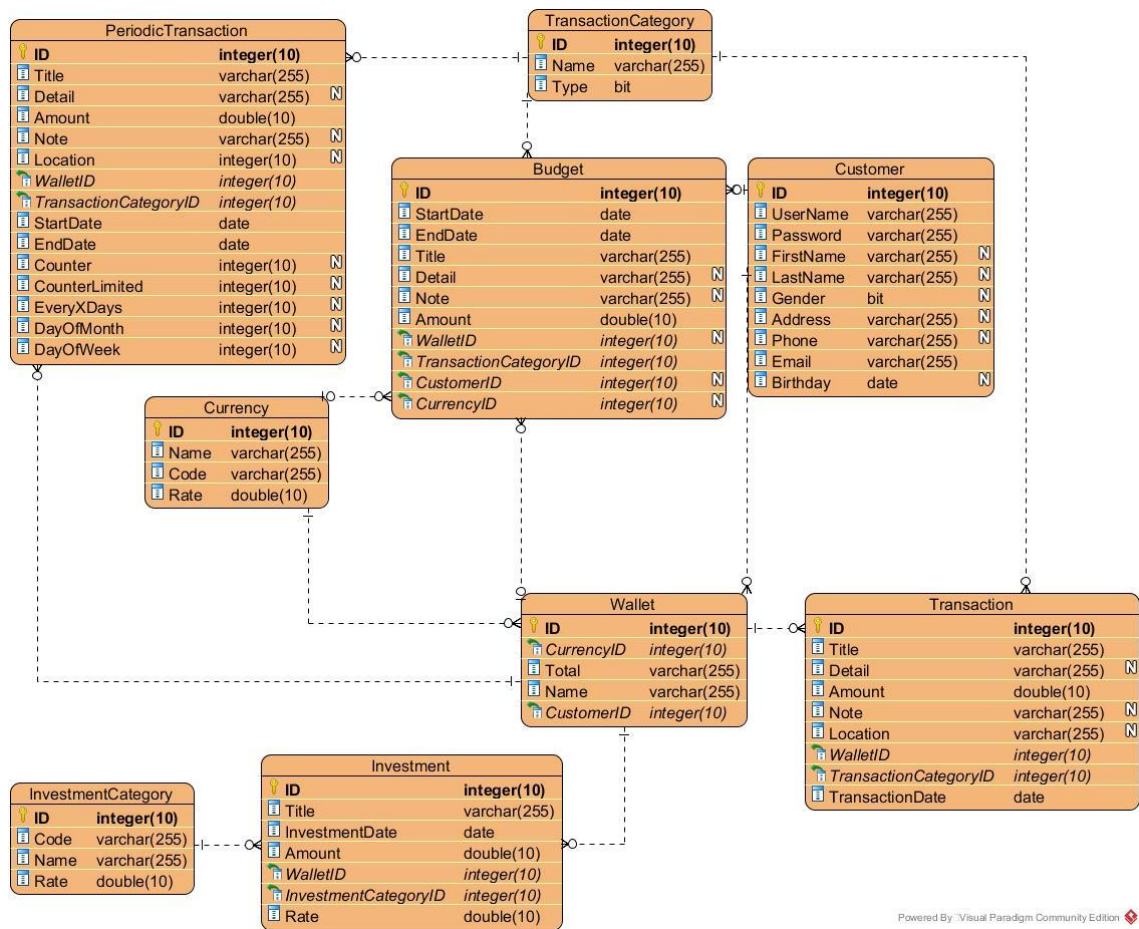 PeriodicTransaction
ID integer(10)
Title varchar(255)
Detail varchar(255) N
Amount double(10)
Note varchar(255) N
Location integer(10) N
WalletID integer(10)
TransactionCategoryID integer(10)
StartDate date
EndDate date
Counter integer(10) N
CounterLimited integer(10) N
EveryXDays integer(10) N
DayOfMonth integer(10) N
DayOfWeek integer(10) N
TransactionCategory
ID integer(10)
Name varchar(255)
Type bit
Budget
ID integer(10)
StartDate date
EndDate date
Title varchar(255)
Detail varchar(255) N
Note varchar(255) N
Amount double(10)
WalletID integer(10) N
TransactionCategoryID integer(10)
CustomerID integer(10) N
CurrencyID integer(10) N
Customer
ID integer(10)
UserName varchar(255)
Password varchar(255)
FirstName varchar(255) N
LastName varchar(255) N
Gender bit N
Address varchar(255) N
Phone varchar(255) N
Email varchar(255)
Birthday date N
Currency
ID integer(10)
Name varchar(255)
Code varchar(255)
Rate double(10)
Wallet
ID integer(10)
CurrencyID integer(10)
Total varchar(255)
Name varchar(255)
CustomerID integer(10)
Transaction
ID integer(10)
Title varchar(255)
Detail varchar(255) N
Amount double(10)
Note varchar(255) N
Location varchar(255) N
WalletID integer(10)
TransactionCategoryID integer(10)
TransactionDate date
InvestmentCategory
ID integer(10)
Code varchar(255)
Name varchar(255)
Rate double(10)
Investment
ID integer(10)
Title varchar(255)
InvestmentDate date
Amount double(10)
WalletID integer(10)
InvestmentCategoryID integer(10)
Rate double(10)
Powered By Visual Paradigm Community Edition